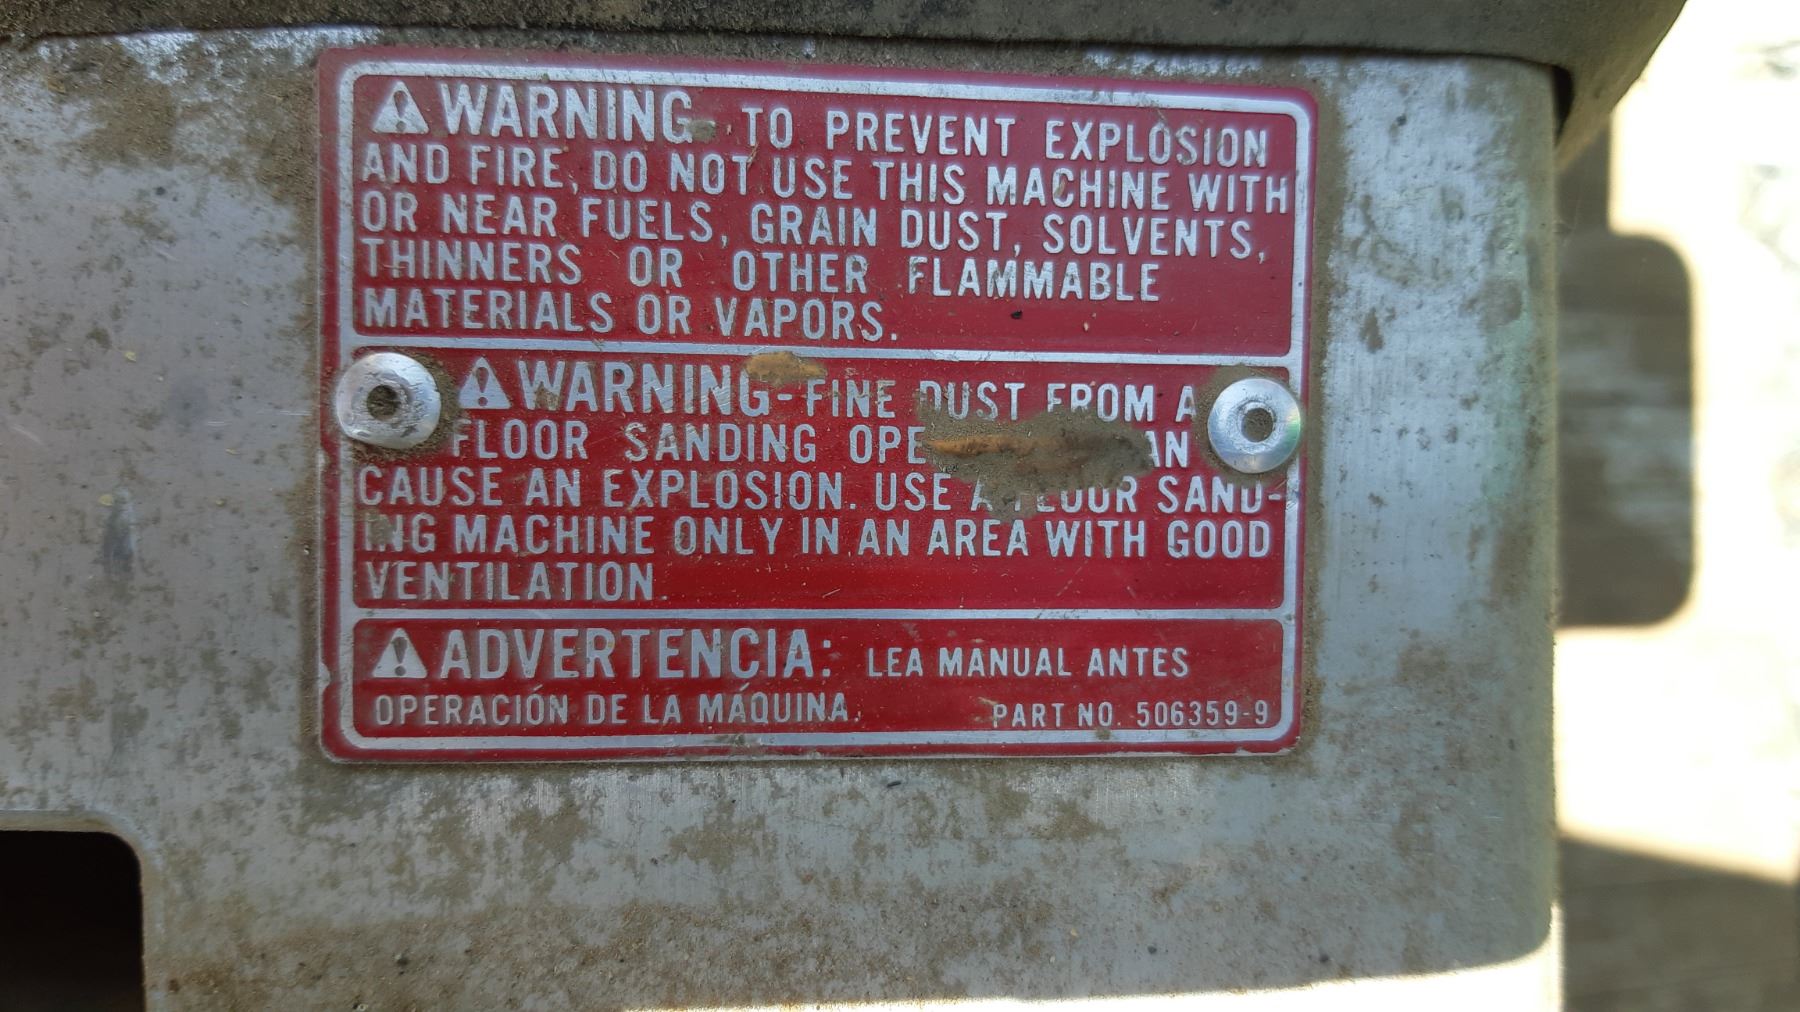 WARNING TO PREVENT EXPLOSION
AND FIRE, DO NOT USE THIS MACHINE WITH
OR NEAR FUELS, GRAIN DUST, SOLVENTS,
THINNERS OR OTHER FLAMMABLE
MATERIALS OR VAPORS.
WARNING-FINE DUST FROM A
FLOOR SANDING
CAUSE AN EXPLOSION. USE A FLOOR SAND-
ING MACHINE ONLY IN AN AREA WITH GOOD
VENTILATION.
ADVERTENCIA: LEA MANUAL ANTES
OPERACIÓN DE LA MÁQUINA.
PART NO. 506359-9